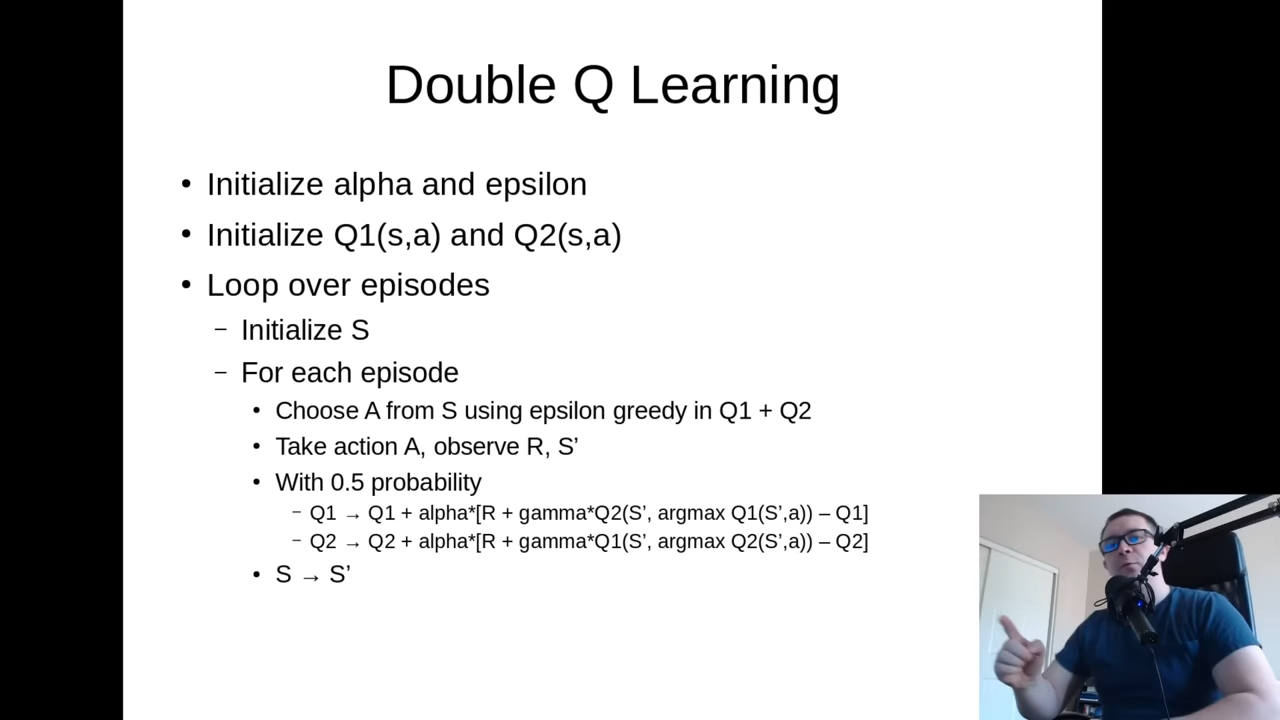 Double Q Learning
• Initialize alpha and epsilon
• Initialize Q1(s,a) and Q2(s,a)
• Loop over episodes
– Initialize S
– For each episode
• Choose A from S using epsilon greedy in Q1 + Q2
• Take action A, observe R, S’
• With 0.5 probability
– Q1 → Q1 + alpha*[R + gamma*Q2(S’, argmax Q1(S’,a)) – Q1]
– Q2 → Q2 + alpha*[R + gamma*Q1(S’, argmax Q2(S’,a)) – Q2]
• S → S’